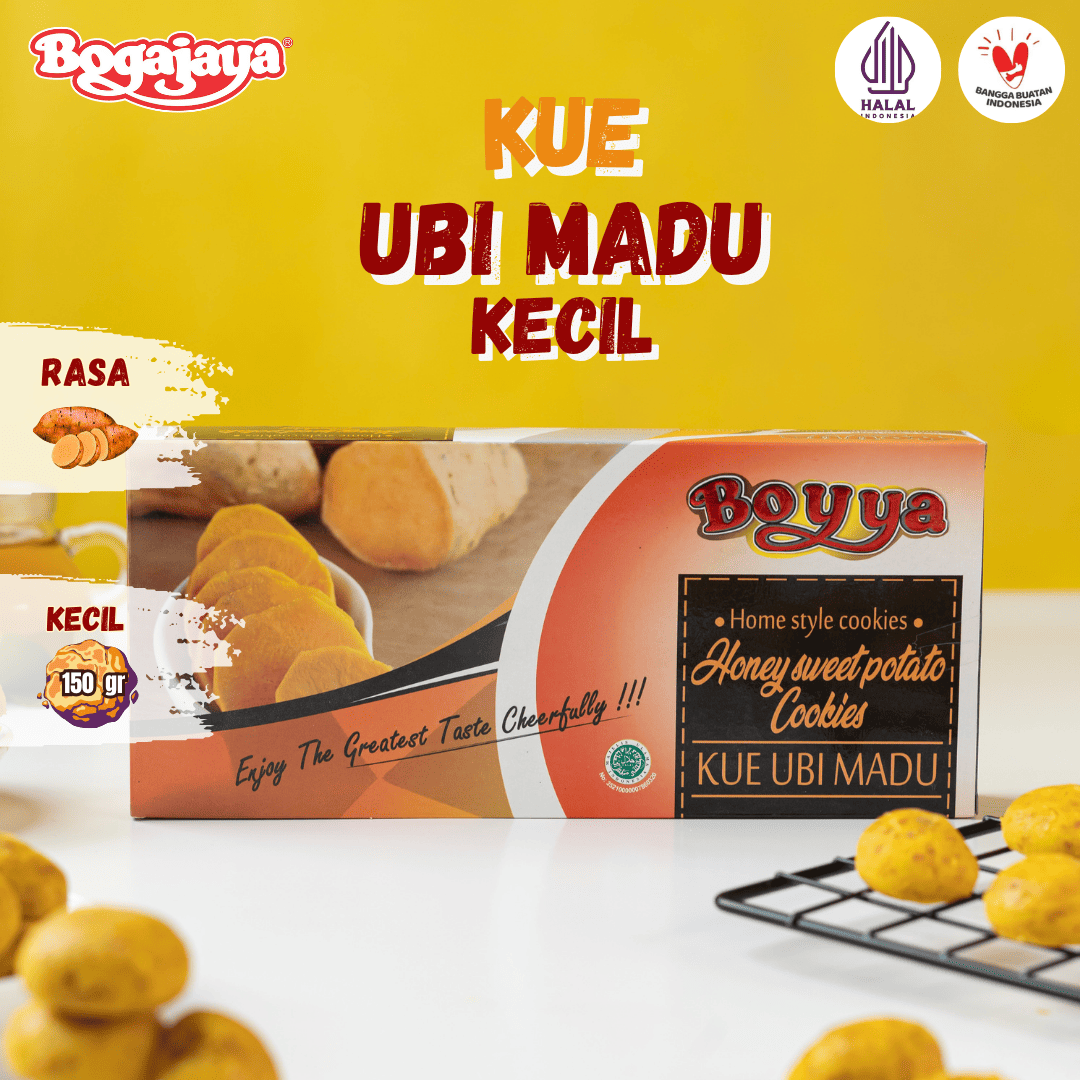 Bogajaya®
HALAL
INDONESIA
BANGGA BUATAN
INDONESIA
KUE
UBI MADU
KECIL
RASA
KECIL
150 gr
Boyya
• Home style cookies •
Honey sweet potato
Cookies
KUE UBI MADU
Enjoy The Greatest Taste Cheerfully !!!